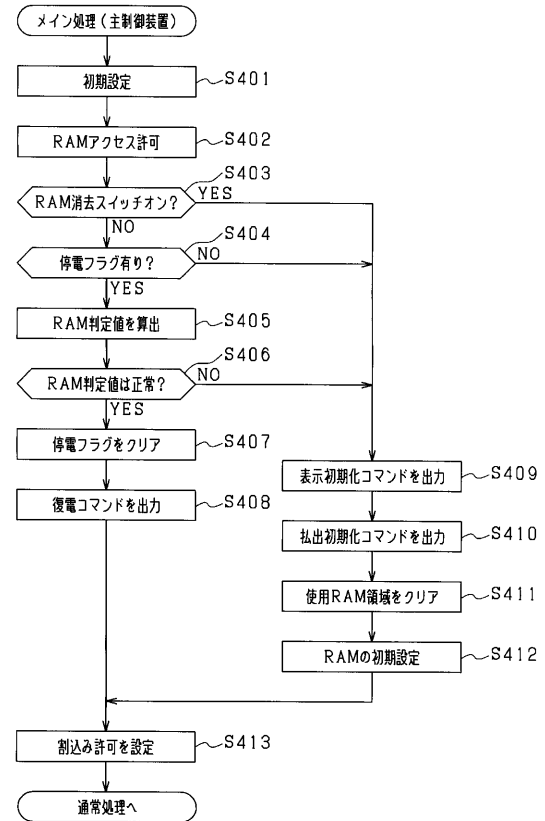 メイン処理(主制御装置)
初期設定
S401
RAMアクセス許可
S402
RAM消去スイッチオン?
S403
YES
NO
停電フラグ有り?
S404
NO
YES
RAM判定値を算出
S405
RAM判定値は正常?
S406
NO
YES
停電フラグをクリア
S407
復電コマンドを出力
S408
表示初期化コマンドを出力
S409
払出初期化コマンドを出力
S410
使用RAM領域をクリア
S411
RAMの初期設定
S412
割込み許可を設定
S413
通常処理へ